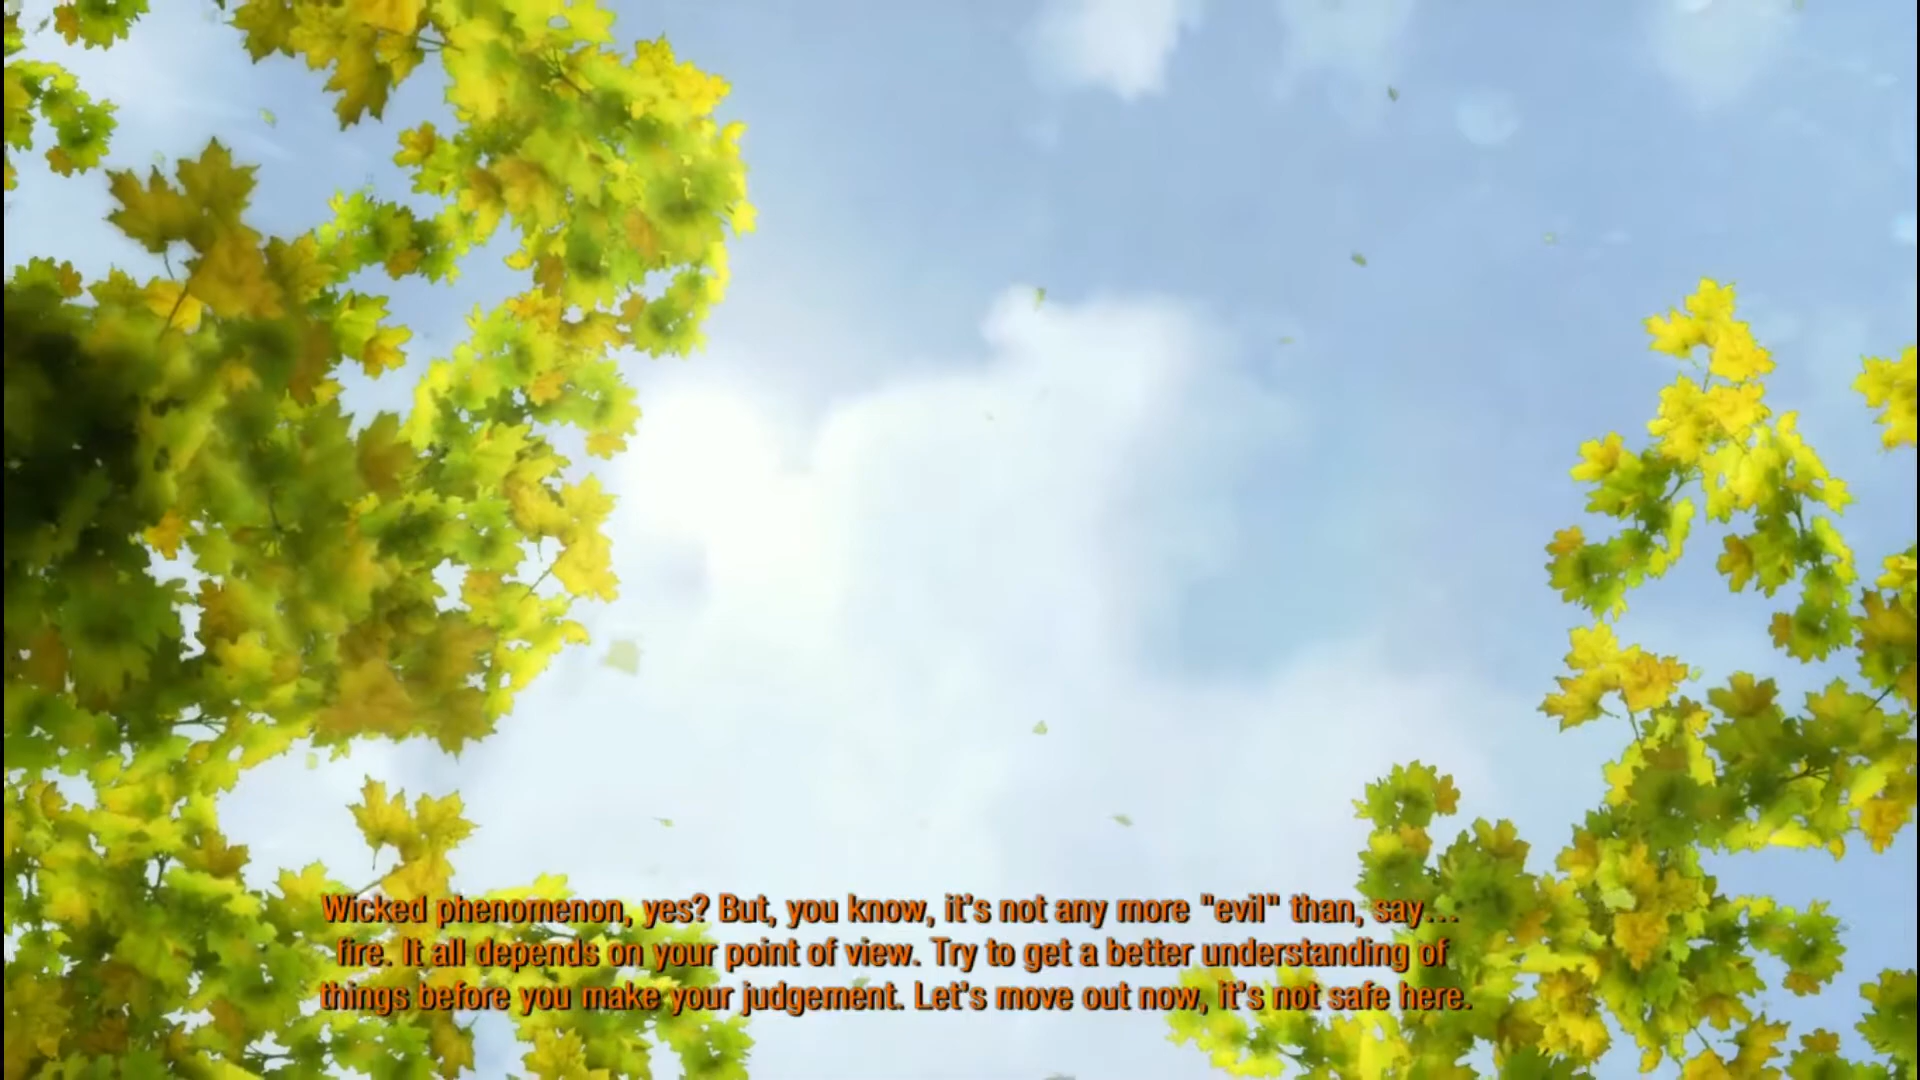 Wicked phenomenon, yes? But, you know, it's not any more "evil" than, say...
fire. It all depends on your point of view. Try to get a better understanding of
things before you make your judgement. Let's move out now, it's not safe here.